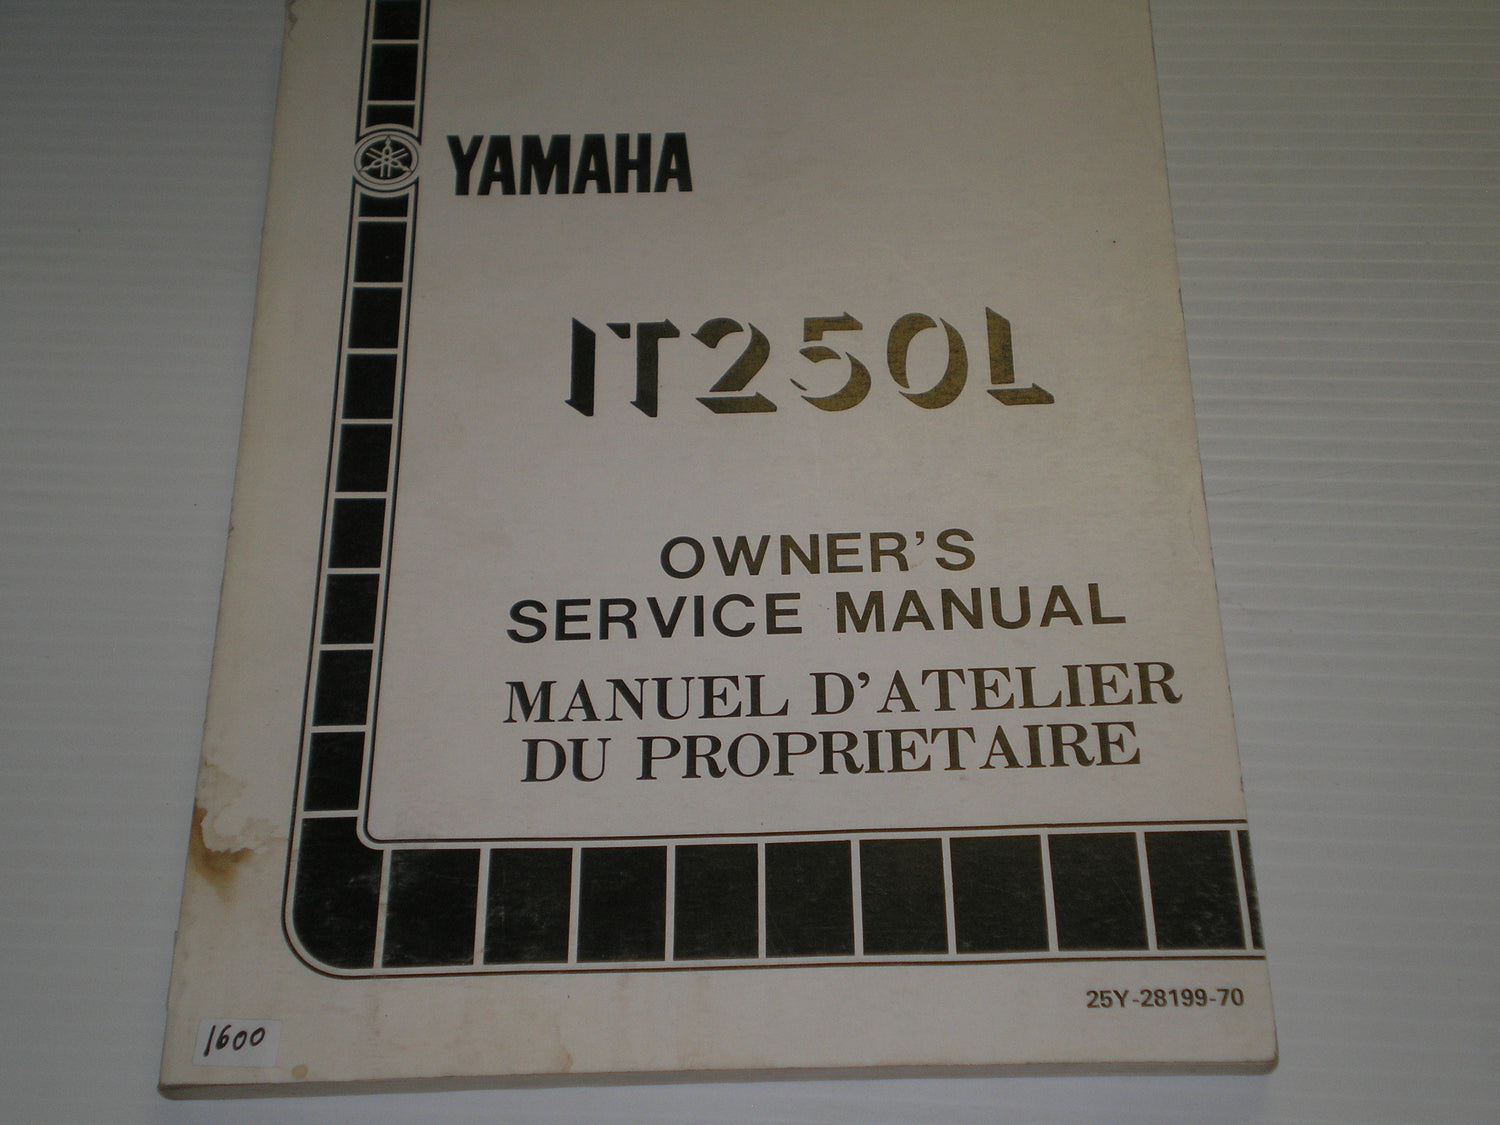 YAMAHA
IT250L
OWNER'S
SERVICE MANUAL
MANUEL D'ATELIER
DU PROPRIETAIRE
25Y-28199-70
1600